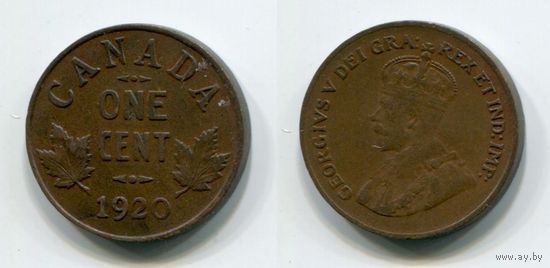 CANADA
ONE
CENT
1920
GEORGIVS V DEI GRA: REX ET IND: IMP:
www.ay.by